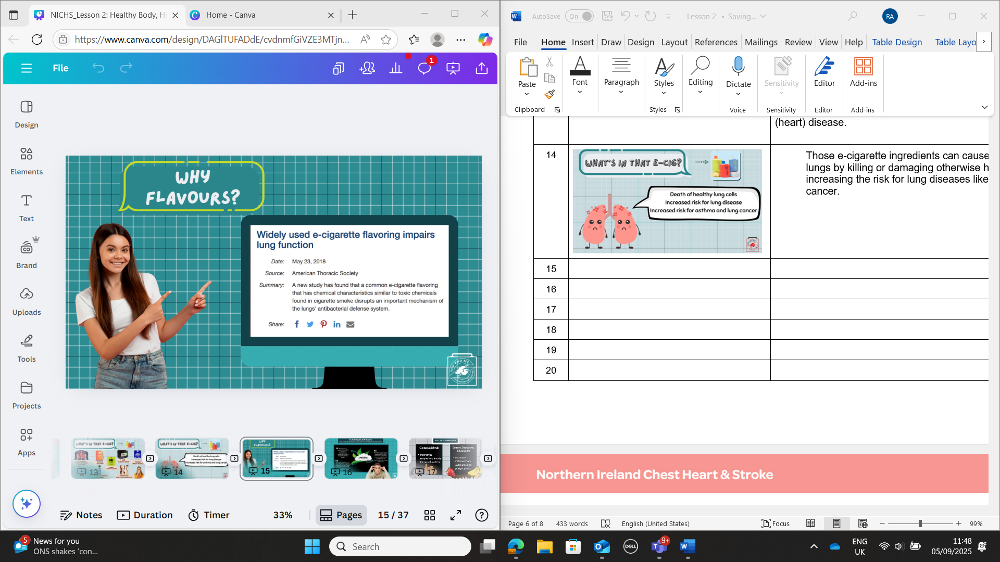 NICHS_Lesson 2: Healthy Body, H
Home - Canva
https://www.canva.com/design/DAGlTUFADdE/cvdnmfGiVZE3MTjn...
File
1
Design
Elements
Text
Brand
Uploads
Tools
Projects
Apps
WHY
FLAVOURS?
Widely used e-cigarette flavoring impairs
lung function
Date: May 23, 2018
Source: American Thoracic Society
Summary: A new study has found that a common e-cigarette flavoring
that has chemical characteristics similar to toxic chemicals
found in cigarette smoke disrupts an important mechanism of
the lungs' antibacterial defense system.
Share:
YOU AND ME
13
14
15
16
17
Notes
Duration
Timer
33%
Pages
15 / 37
AutoSave On
Lesson 2 • Saving...
RA
File Home Insert Draw Design Layout References Mailings Review View Help Table Design Table Layo
Paste
Font
Paragraph
Styles
Editing
Dictate
Sensitivity
Editor
Add-ins
Clipboard
Styles
Voice
Sensitivity
Editor
Add-ins
(heart) disease.
14
WHAT'S IN THAT E-CIG?
Death of healthy lung cells
Increased risk for lung disease
Increased risk for asthma and lung cancer
Those e-cigarette ingredients can cause
lungs by killing or damaging otherwise h
increasing the risk for lung diseases like
cancer.
15
16
17
18
19
20
Northern Ireland Chest Heart & Stroke
Page 6 of 8
433 words
English (United States)
Focus
99%
5
News for you
ONS shakes 'con...
Search
DELL
9+
ENG
UK
11:48
05/09/2025